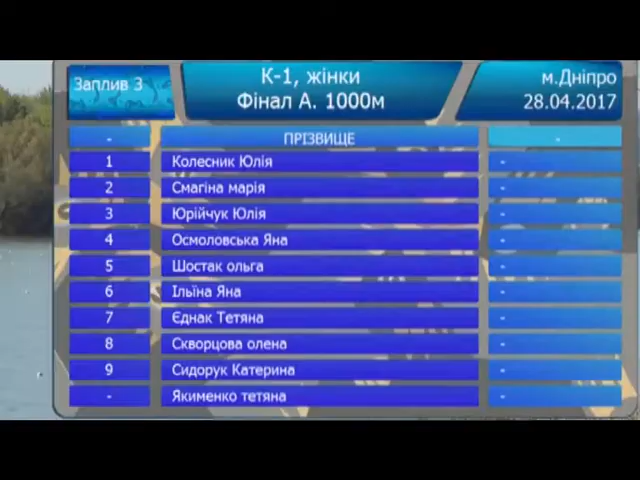 Заплив 3
К-1, жінки
Фінал А. 1000м
м.Дніпро
28.04.2017
- ПРІЗВИЩЕ -
1 Колесник Юлія -
2 Смагіна марія -
3 Юрійчук Юлія -
4 Осмоловська Яна -
5 Шостак ольга -
6 Ільїна Яна -
7 Єднак Тетяна -
8 Скворцова олена -
9 Сидорук Катерина -
- Якименко тетяна -